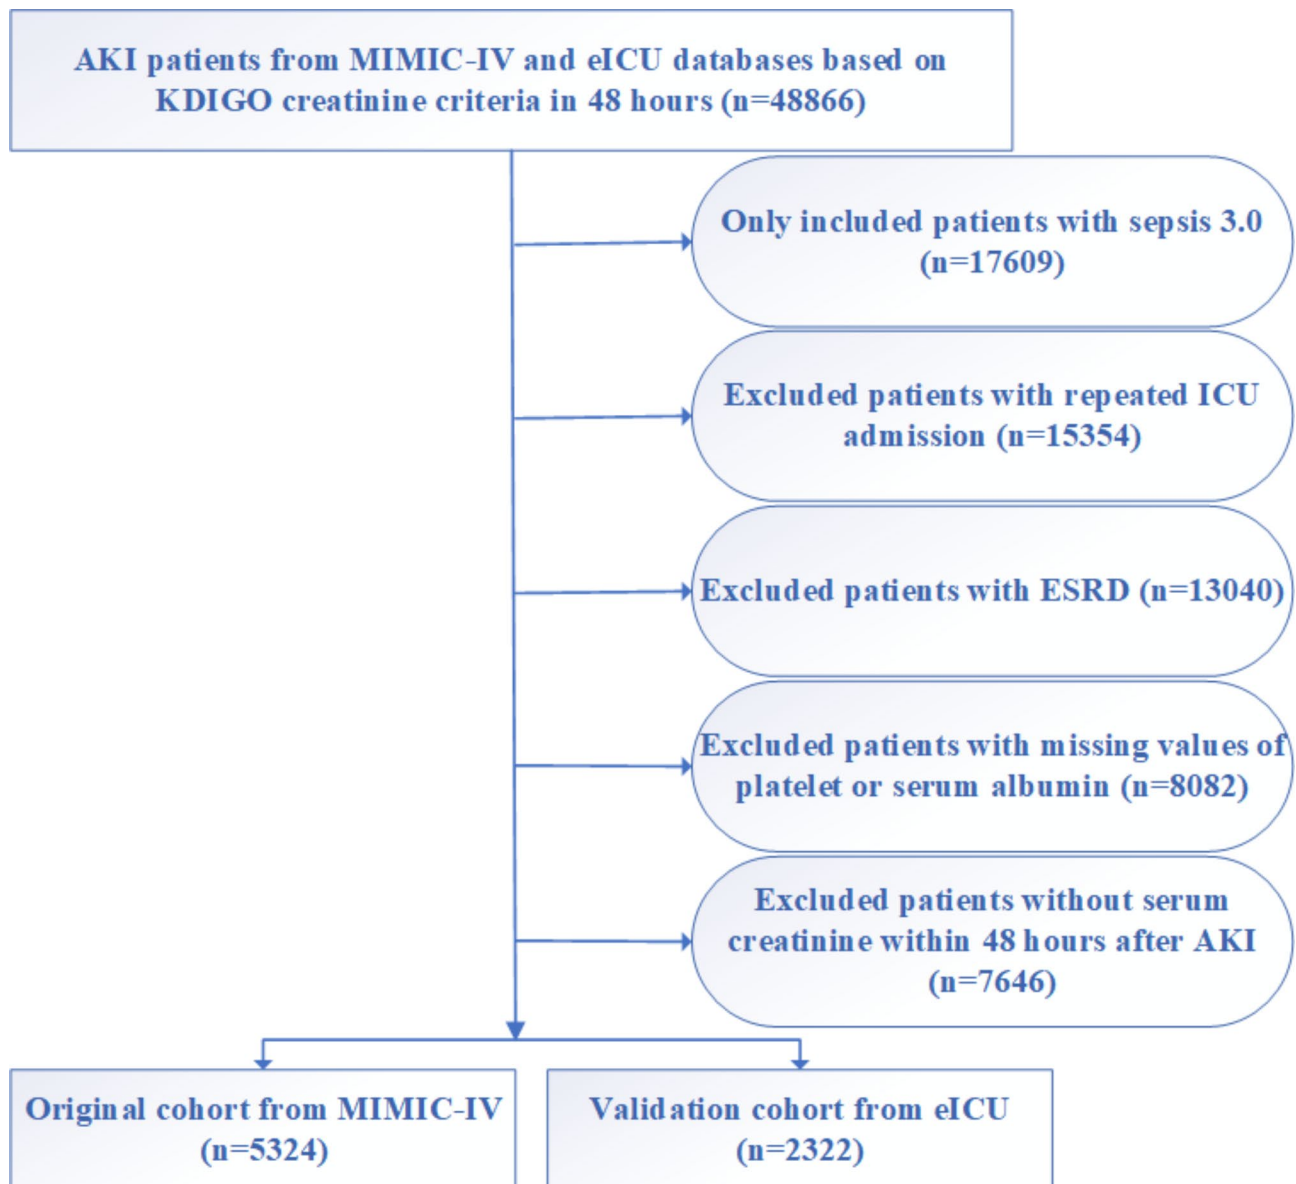 AKI patients from MIMIC-IV and eICU databases based on
KDIGO creatinine criteria in 48 hours (n=48866)
Only included patients with sepsis 3.0
(n=17609)
Excluded patients with repeated ICU
admission (n=15354)
Excluded patients with ESRD (n=13040)
Excluded patients with missing values of
platelet or serum albumin (n=8082)
Excluded patients without serum
creatinine within 48 hours after AKI
(n=7646)
Original cohort from MIMIC-IV
(n=5324)
Validation cohort from eICU
(n=2322)